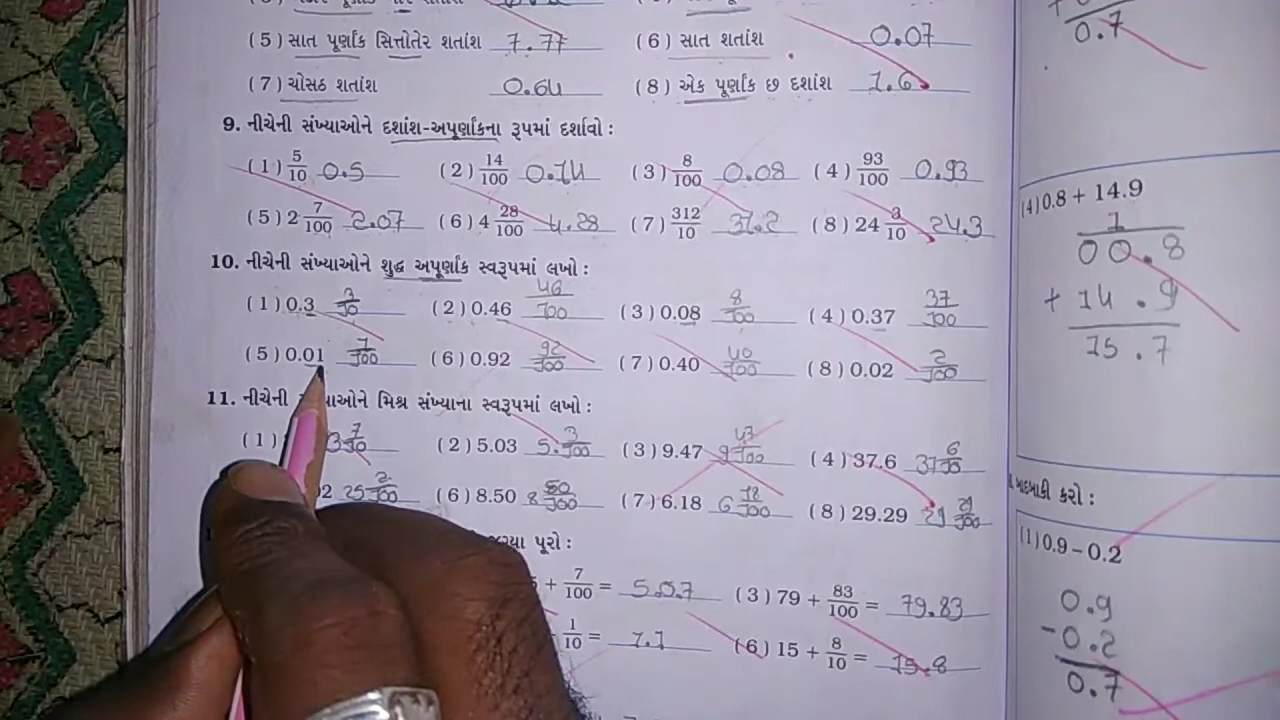 (5) સાત પૂર્ણાંક સિત્તોતેર શતાંશ 7.77 (6) સાત શતાંશ 0.07
(7) ચોસઠ શતાંશ 0.64 (8) એક પૂર્ણાંક છ દશાંશ 1.6
9. નીચેની સંખ્યાઓને દશાંશ-અપૂર્ણાંકના રૂપમાં દર્શાવો :
(1) 5/10 0.5 (2) 14/100 0.14 (3) 8/100 0.08 (4) 93/100 0.93
(5) 2 7/100 2.07 (6) 4 28/100 4.28 (7) 312/10 31.2 (8) 24 3/10 24.3
10. નીચેની સંખ્યાઓને શુદ્ધ અપૂર્ણાંક સ્વરૂપમાં લખો :
(1) 0.3 3/10 (2) 0.46 46/100 (3) 0.08 8/100 (4) 0.37 37/100
(5) 0.01 1/100 (6) 0.92 92/100 (7) 0.40 40/100 (8) 0.02 2/100
11. નીચેની યાઓને મિશ્ર સંખ્યાના સ્વરૂપમાં લખો :
(1) 3 7/10 (2) 5.03 5 3/100 (3) 9.47 9 47/100 (4) 37.6 37 6/10
02 25 2/100 (6) 8.50 8 50/100 (7) 6.18 6 18/100 (8) 29.29 29 29/100
જગ્યા પૂરો :
+ 7/100 = 5.07 (3) 79 + 83/100 = 79.83
1/10 = 7.1 (6) 15 + 8/10 = 15.8
0.7
(4) 0.8 + 14.9
1
00.8
+ 14.9
15.7
બાદબાકી કરો :
(1) 0.9 – 0.2
0.9
-0.2
0.7